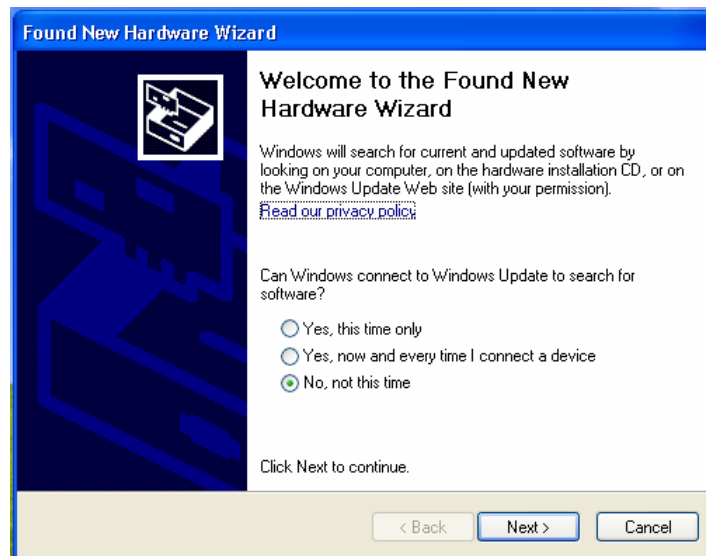 Found New Hardware Wizard
Welcome to the Found New
Hardware Wizard
Windows will search for current and updated software by
looking on your computer, on the hardware installation CD, or on
the Windows Update Web site (with your permission).
Read our privacy policy
Can Windows connect to Windows Update to search for
software?
Yes, this time only
Yes, now and every time I connect a device
No, not this time
Click Next to continue.
< Back
Next >
Cancel